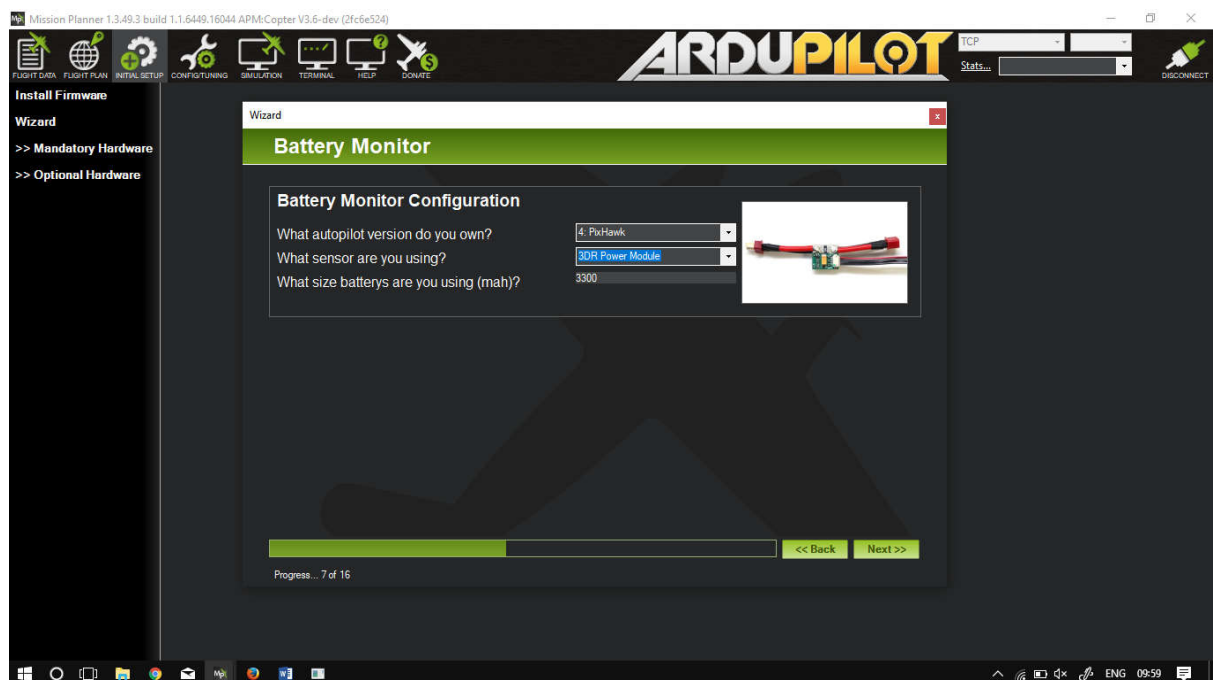 Mission Planner 1.3.49.3 build 1.1.6449.16044 APM:Copter V3.6-dev (2fc6e524)
FLIGHT DATA FLIGHT PLAN INITIAL SETUP CONFIG/TUNING SIMULATION TERMINAL HELP DONATE
ARDUPILOT
TCP
Stats...
DISCONNECT
Install Firmware
Wizard
>> Mandatory Hardware
>> Optional Hardware
Wizard
Battery Monitor
Battery Monitor Configuration
What autopilot version do you own? 4: PixHawk
What sensor are you using? 3DR Power Module
What size batterys are you using (mah)? 3300
<< Back Next >>
Progress... 7 of 16
ENG 09:59